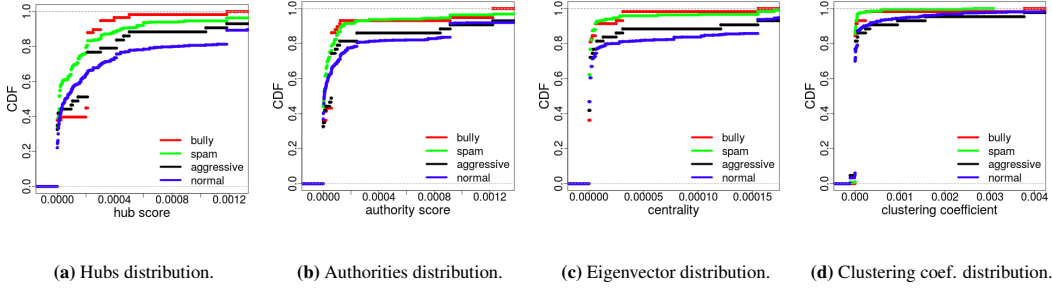 CDF
0.0 0.2 0.4 0.6 0.8 1.0
bully
spam
aggressive
normal
0.0000 0.0004 0.0012
hub score
CDF
0.0 0.2 0.4 0.6 0.8 1.0
bully
spam
aggressive
normal
0.0000 0.0004 0.0012
authority score
CDF
0.0 0.2 0.4 0.6 0.8 1.0
bully
spam
aggressive
normal
0.00000 0.00005 0.00010 0.00015
centrality
CDF
0.0 0.2 0.4 0.6 0.8 1.0
bully
spam
aggressive
normal
0.000 0.001 0.002 0.003 0.004
clustering coefficient
(a) Hubs distribution.
(b) Authorities distribution.
(c) Eigenvector distribution.
(d) Clustering coef. distribution.